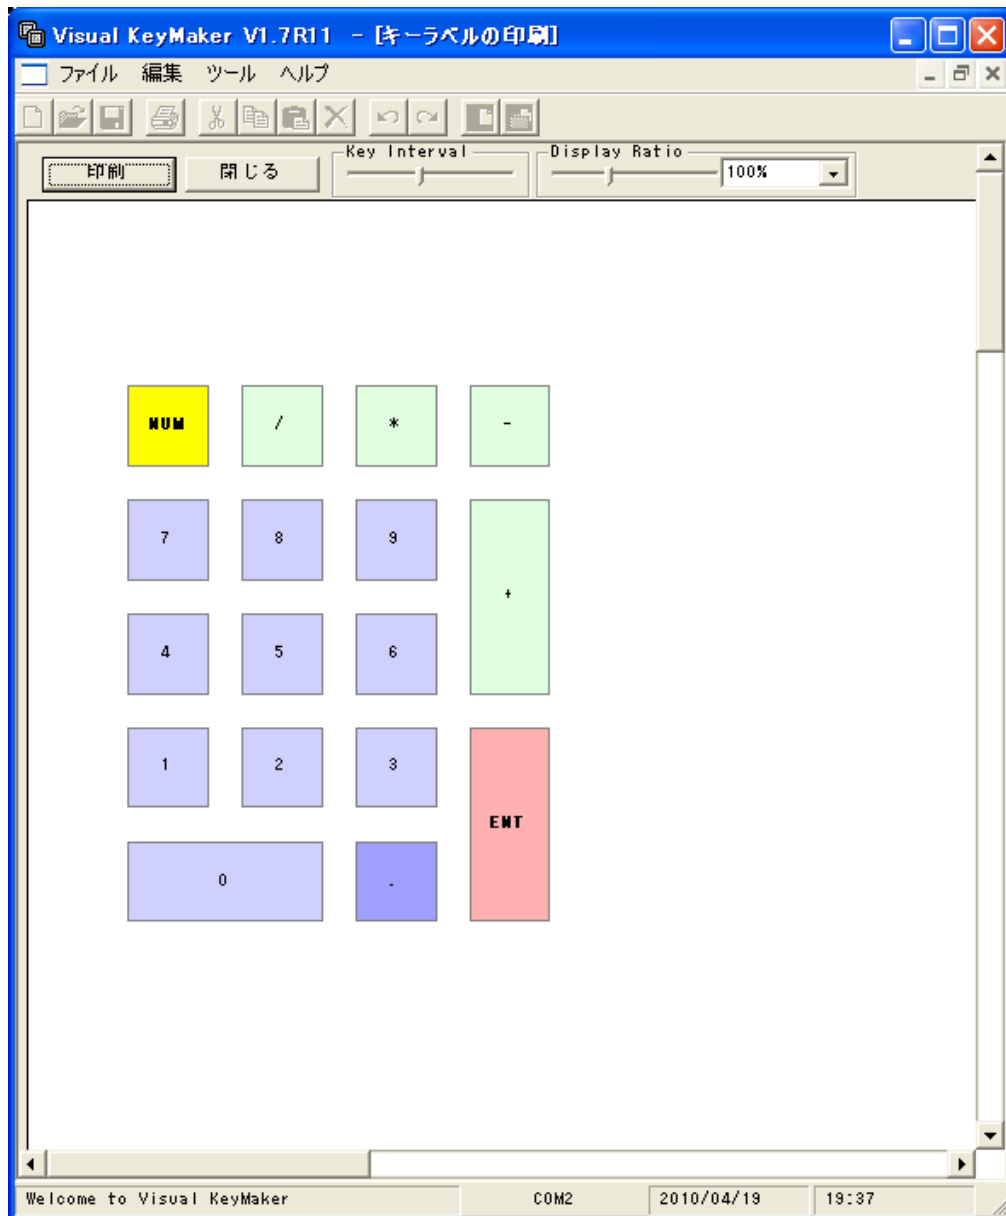 Visual KeyMaker V1.7R11 - [キーラベルの印刷]
ファイル 編集 ツール ヘルプ
印刷 閉じる Key Interval Display Ratio 100%
NUM / * -
7 8 9
+
4 5 6
1 2 3
ENT
0 .
Welcome to Visual KeyMaker COM2 2010/04/19 19:37